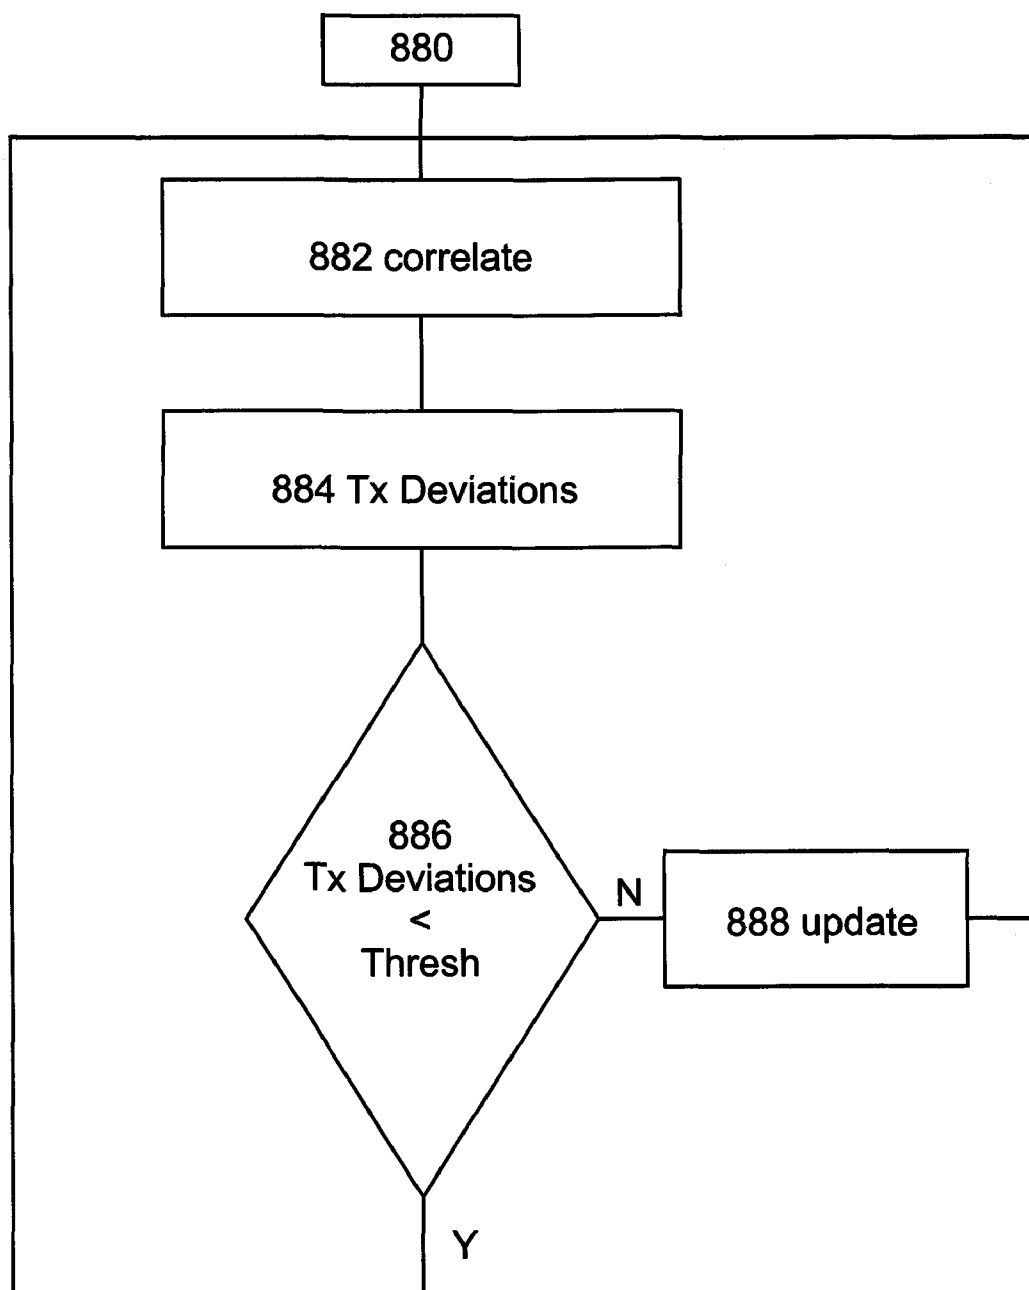 880
882 correlate
884 Tx Deviations
886
Tx Deviations
<
Thresh
N
888 update
Y